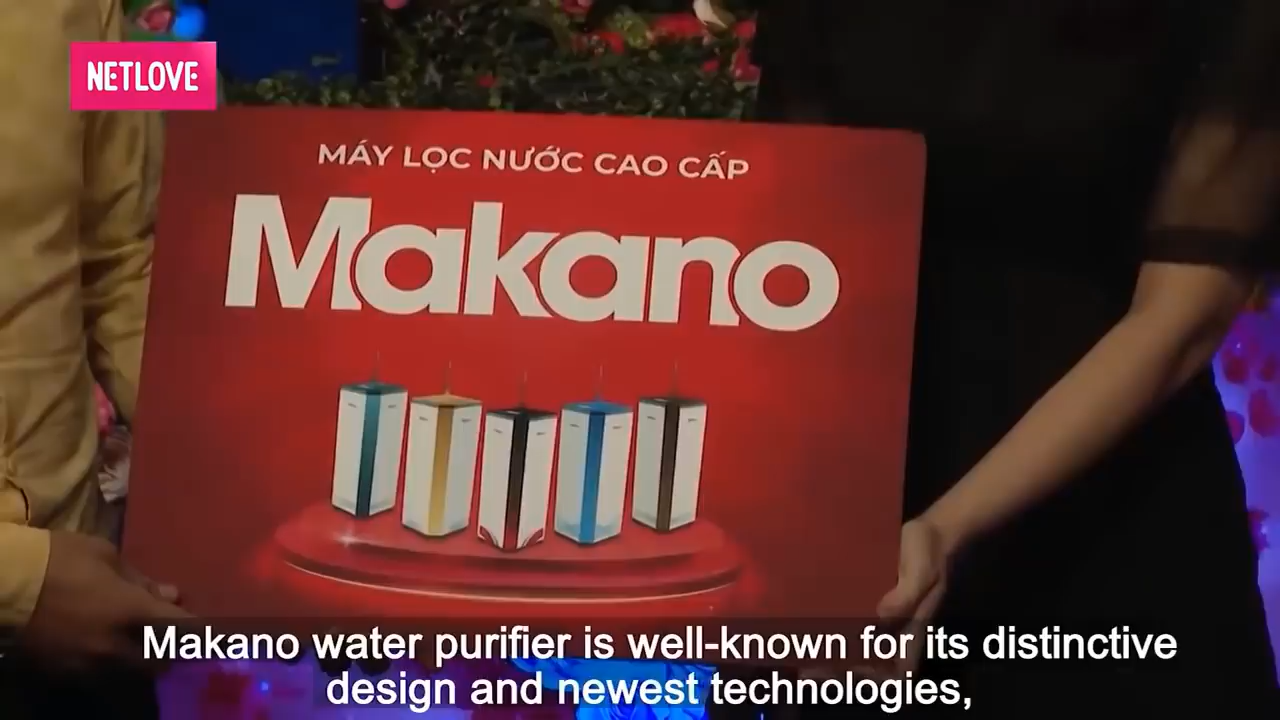 NETLOVE
MÁY LỌC NƯỚC CAO CẤP
Makano
Makano water purifier is well-known for its distinctive
design and newest technologies,